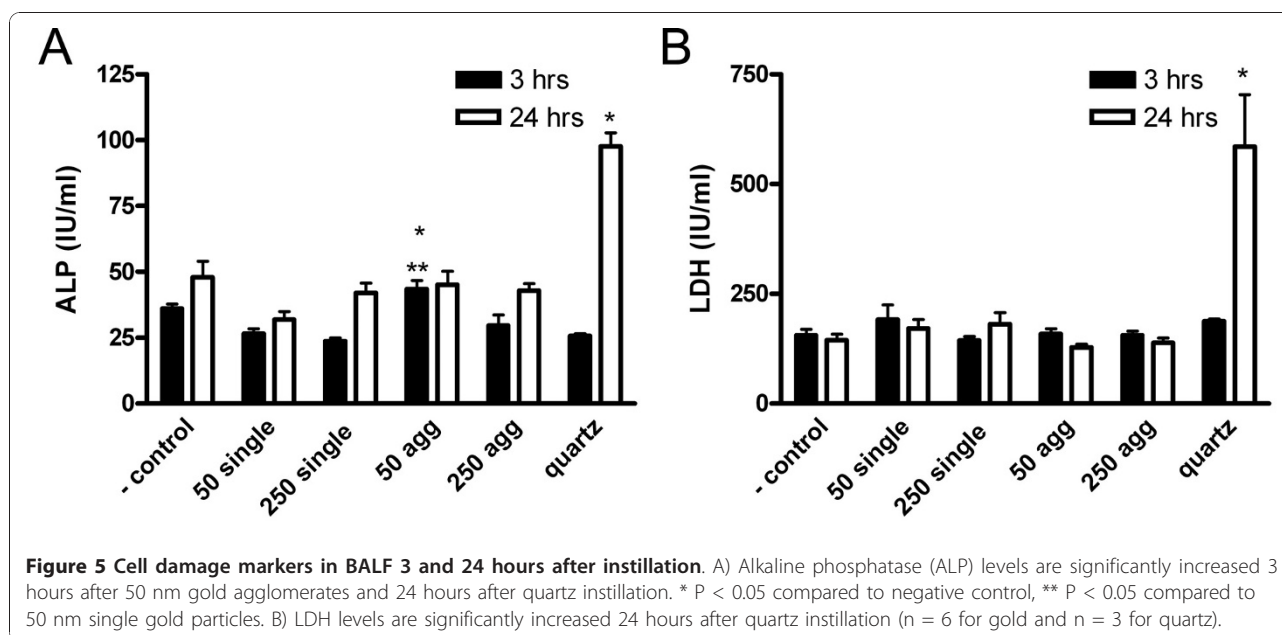 A
125
100
75
50
25
0
ALP (IU/ml)
3 hrs
24 hrs
*
*
**
- control
50 single
250 single
50 agg
250 agg
quartz
B
750
500
250
0
LDH (IU/ml)
3 hrs
24 hrs
*
- control
50 single
250 single
50 agg
250 agg
quartz
Figure 5 Cell damage markers in BALF 3 and 24 hours after instillation. A) Alkaline phosphatase (ALP) levels are significantly increased 3
hours after 50 nm gold agglomerates and 24 hours after quartz instillation. * P < 0.05 compared to negative control, ** P < 0.05 compared to
50 nm single gold particles. B) LDH levels are significantly increased 24 hours after quartz instillation (n = 6 for gold and n = 3 for quartz).